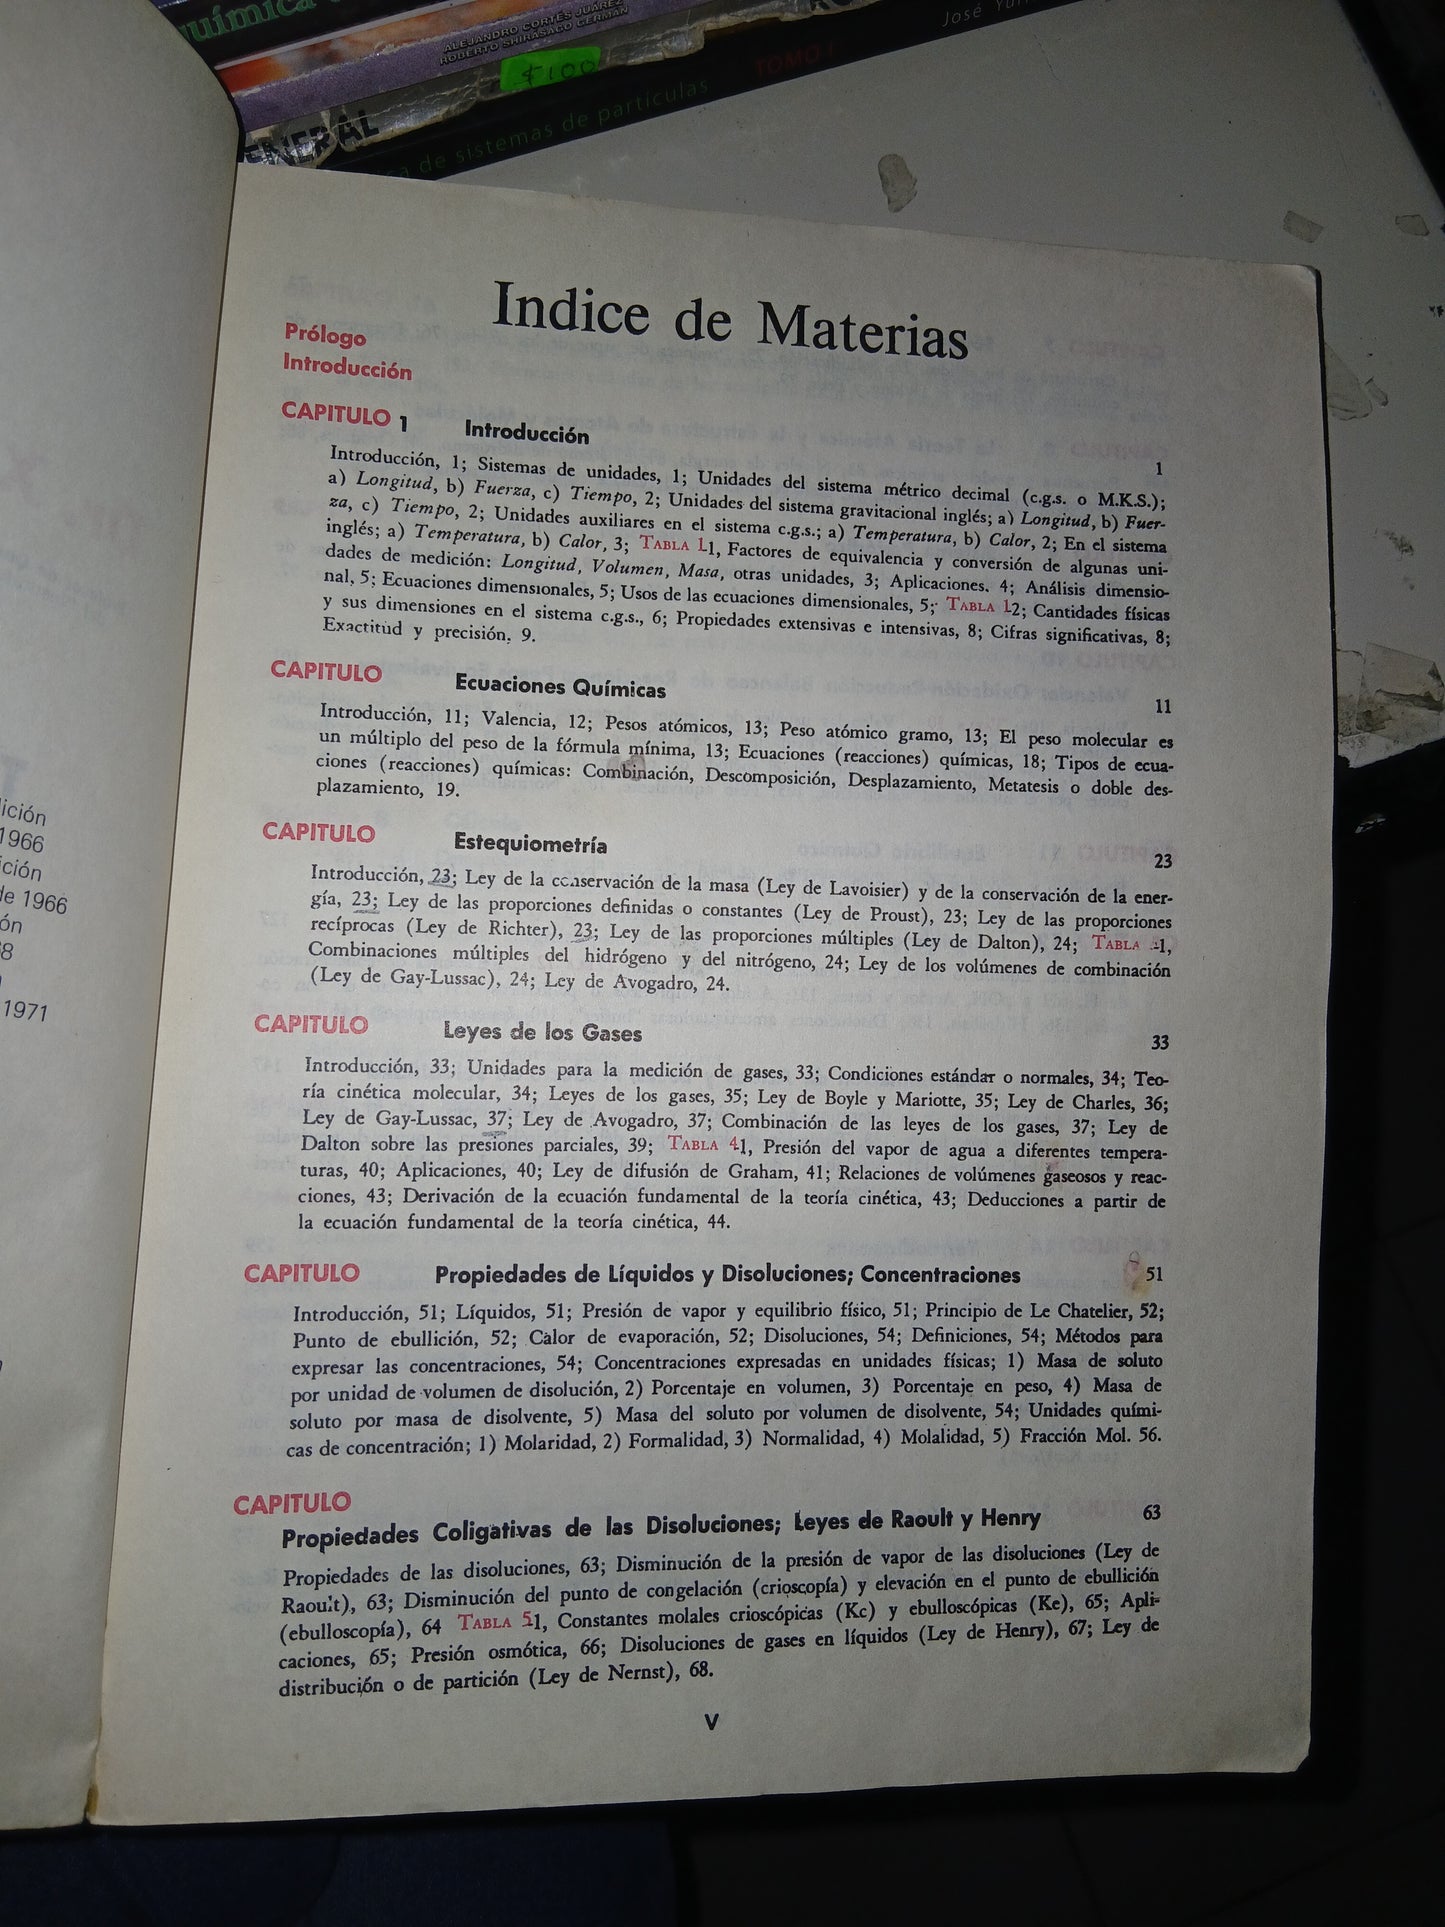 química
ALEJANDRO CORTÉS JUÁREZ
ROBERTO SHIRASAGO GERMÁN
$100
TOMO I
José
ENERAL
de sistemas de partículas
ición
1966
ición
de 1966
ón
1971
Indice de Materias
Prólogo
Introducción
CAPITULO 1 Introducción 1
Introducción, 1; Sistemas de unidades, 1; Unidades del sistema métrico decimal (c.g.s. o M.K.S.);
a) Longitud, b) Fuerza, c) Tiempo, 2; Unidades del sistema gravitacional inglés; a) Longitud, b) Fuer-
za, c) Tiempo, 2; Unidades auxiliares en el sistema c.g.s.; a) Temperatura, b) Calor, 2; En el sistema
inglés; a) Temperatura, b) Calor, 3; TABLA 1.1, Factores de equivalencia y conversión de algunas uni-
dades de medición: Longitud, Volumen, Masa, otras unidades, 3; Aplicaciones. 4; Análisis dimensio-
nal, 5; Ecuaciones dimensionales, 5; Usos de las ecuaciones dimensionales, 5; TABLA 1.2; Cantidades físicas
y sus dimensiones en el sistema c.g.s., 6; Propiedades extensivas e intensivas, 8; Cifras significativas, 8;
Exactitud y precisión, 9.
CAPITULO Ecuaciones Químicas 11
Introducción, 11; Valencia, 12; Pesos atómicos, 13; Peso atómico gramo, 13; El peso molecular es
un múltiplo del peso de la fórmula mínima, 13; Ecuaciones (reacciones) químicas, 18; Tipos de ecua-
ciones (reacciones) químicas: Combinación, Descomposición, Desplazamiento, Metatesis o doble des-
plazamiento, 19.
CAPITULO Estequiometría 23
Introducción, 23; Ley de la conservación de la masa (Ley de Lavoisier) y de la conservación de la ener-
gía, 23; Ley de las proporciones definidas o constantes (Ley de Proust), 23; Ley de las proporciones
recíprocas (Ley de Richter), 23; Ley de las proporciones múltiples (Ley de Dalton), 24; TABLA
Combinaciones múltiples del hidrógeno y del nitrógeno, 24; Ley de los volúmenes de combinación
(Ley de Gay-Lussac), 24; Ley de Avogadro, 24.
CAPITULO Leyes de los Gases 33
Introducción, 33; Unidades para la medición de gases, 33; Condiciones estándar o normales, 34; Teo-
ría cinética molecular, 34; Leyes de los gases, 35; Ley de Boyle y Mariotte, 35; Ley de Charles, 36;
Ley de Gay-Lussac, 37; Ley de Avogadro, 37; Combinación de las leyes de los gases, 37; Ley de
Dalton sobre las presiones parciales, 39; TABLA 4.1, Presión del vapor de agua a diferentes tempera-
turas, 40; Aplicaciones, 40; Ley de difusión de Graham, 41; Relaciones de volúmenes gaseosos y reac-
ciones, 43; Derivación de la ecuación fundamental de la teoría cinética, 43; Deducciones a partir de
la ecuación fundamental de la teoría cinética, 44.
CAPITULO Propiedades de Líquidos y Disoluciones; Concentraciones 51
Introducción, 51; Líquidos, 51; Presión de vapor y equilibrio físico, 51; Principio de Le Chatelier, 52;
Punto de ebullición, 52; Calor de evaporación, 52; Disoluciones, 54; Definiciones, 54; Métodos para
expresar las concentraciones, 54; Concentraciones expresadas en unidades físicas; 1) Masa de soluto
por unidad de volumen de disolución, 2) Porcentaje en volumen, 3) Porcentaje en peso, 4) Masa de
soluto por masa de disolvente, 5) Masa del soluto por volumen de disolvente, 54; Unidades quími-
cas de concentración; 1) Molaridad, 2) Formalidad, 3) Normalidad, 4) Molalidad, 5) Fracción Mol. 56.
CAPITULO
Propiedades Coligativas de las Disoluciones; Leyes de Raoult y Henry 63
Propiedades de las disoluciones, 63; Disminución de la presión de vapor de las disoluciones (Ley de
Raoult), 63; Disminución del punto de congelación (crioscopía) y elevación en el punto de ebullición
(ebulloscopía), 64 TABLA 5.1, Constantes molales crioscópicas (Kc) y ebulloscópicas (Ke), 65; Apli-
caciones, 65; Presión osmótica, 66; Disoluciones de gases en líquidos (Ley de Henry), 67; Ley de
distribución o de partición (Ley de Nernst), 68.
V